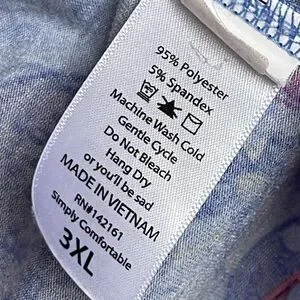 95% Polyester
5% Spandex
Machine Wash Cold
Gentle Cycle
Do Not Bleach
Hang Dry
or you'll be sad
MADE IN VIETNAM
RN#142161
Simply Comfortable
3XL